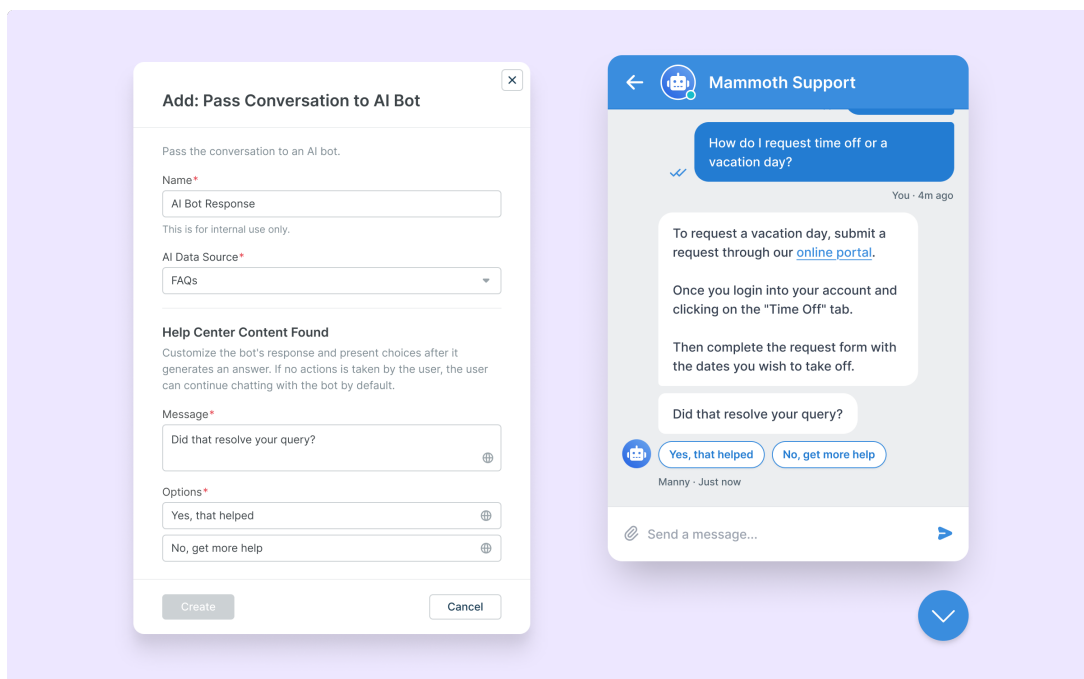 Add: Pass Conversation to AI Bot
Pass the conversation to an AI bot.
Name*
AI Bot Response
This is for internal use only.
AI Data Source*
FAQs
Help Center Content Found
Customize the bot's response and present choices after it
generates an answer. If no actions is taken by the user, the user
can continue chatting with the bot by default.
Message*
Did that resolve your query?
Options*
Yes, that helped
No, get more help
Create
Cancel
Mammoth Support
How do I request time off or a
vacation day?
You · 4m ago
To request a vacation day, submit a
request through our online portal.
Once you login into your account and
clicking on the "Time Off" tab.
Then complete the request form with
the dates you wish to take off.
Did that resolve your query?
Yes, that helped
No, get more help
Manny · Just now
Send a message...